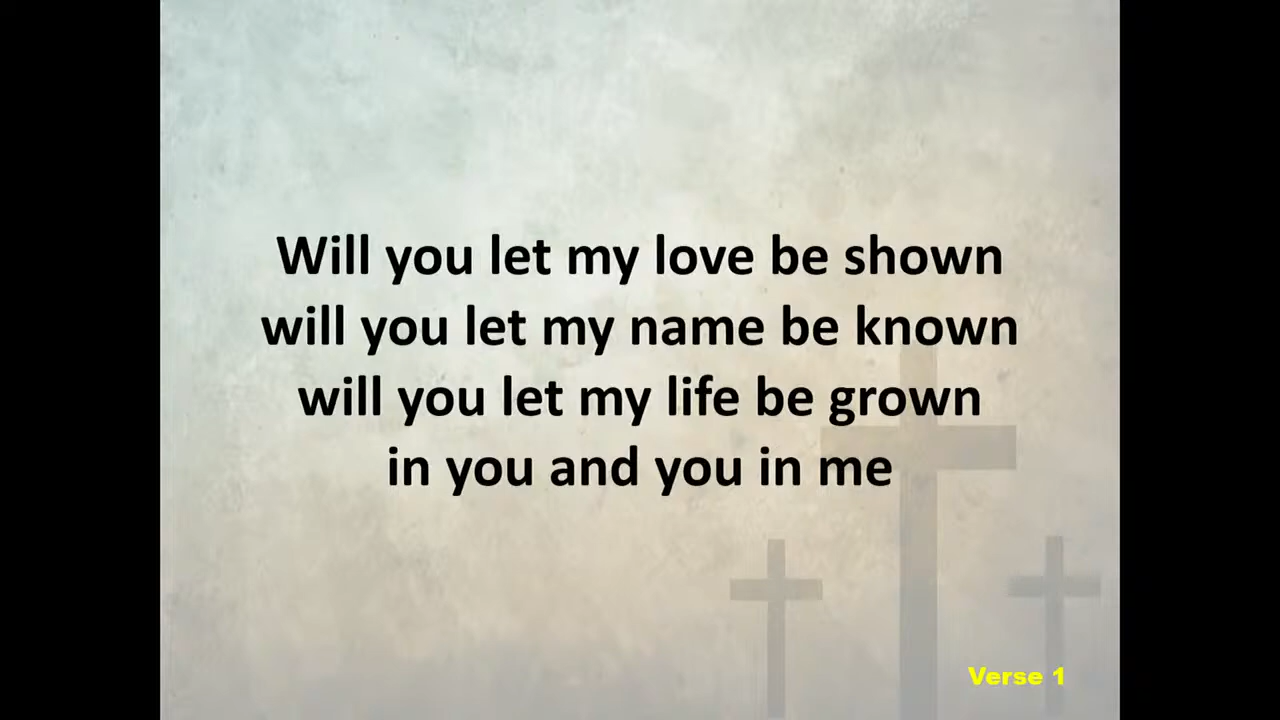 Will you let my love be shown
will you let my name be known
will you let my life be grown
in you and you in me
Verse 1